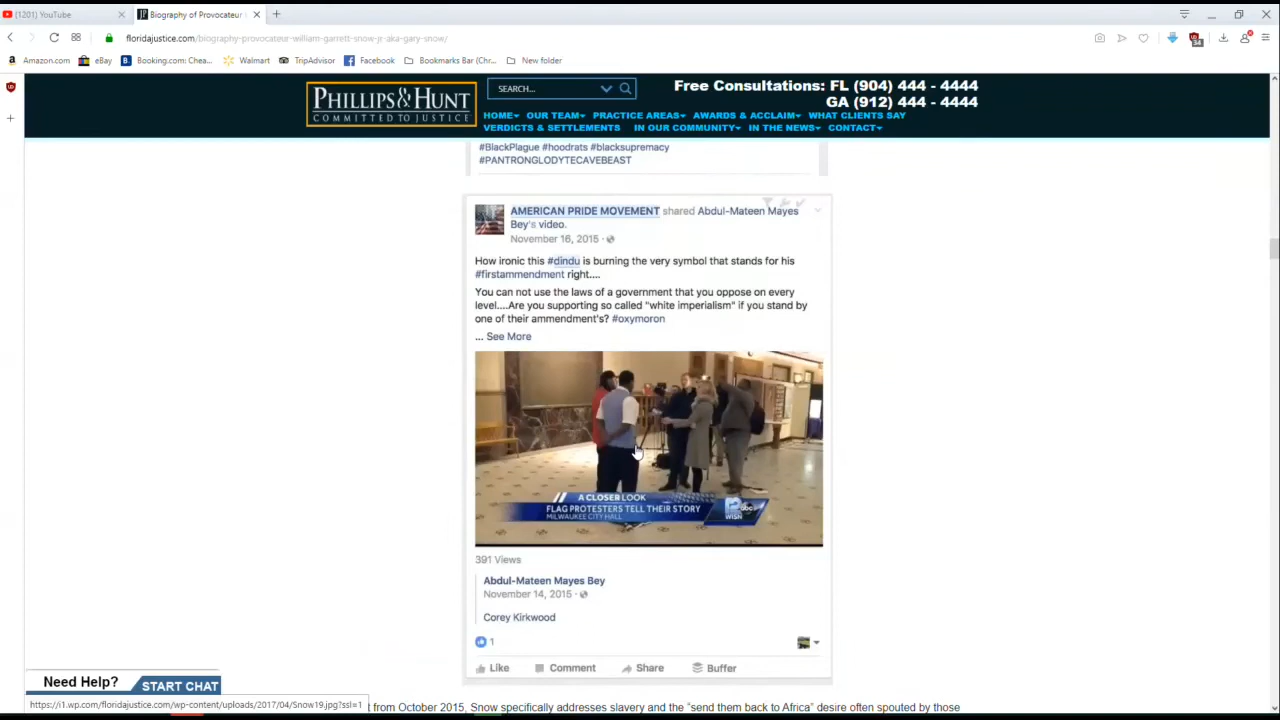 (1201) YouTube
Biography of Provocateur
floridajustice.com/biography-provocateur-william-garrett-snow-jr-aka-gary-snow/
34
Amazon.com eBay Booking.com: Chea... Walmart TripAdvisor Facebook Bookmarks Bar (Chr... New folder
PHILLIPS & HUNT
COMMITTED TO JUSTICE
SEARCH...
Free Consultations: FL (904) 444 - 4444
GA (912) 444 - 4444
HOME OUR TEAM PRACTICE AREAS AWARDS & ACCLAIM WHAT CLIENTS SAY
VERDICTS & SETTLEMENTS IN OUR COMMUNITY IN THE NEWS CONTACT
#BlackPlague #hoodrats #blacksupremacy
#PANTRONGLODYTECAVEBEAST
AMERICAN PRIDE MOVEMENT shared Abdul-Mateen Mayes
Bey's video.
November 16, 2015 ·
How ironic this #dindu is burning the very symbol that stands for his
#firstammendment right....
You can not use the laws of a government that you oppose on every
level....Are you supporting so called "white imperialism" if you stand by
one of their ammendment's? #oxymoron
... See More
A CLOSER LOOK
FLAG PROTESTERS TELL THEIR STORY
MILWAUKEE CITY HALL
12 abc
WISN
391 Views
Abdul-Mateen Mayes Bey
November 14, 2015 ·
Corey Kirkwood
1
Like Comment Share Buffer
Need Help? START CHAT
https://i1.wp.com/floridajustice.com/wp-content/uploads/2017/04/Snow19.jpg?ssl=1
t from October 2015, Snow specifically addresses slavery and the "send them back to Africa" desire often spouted by those